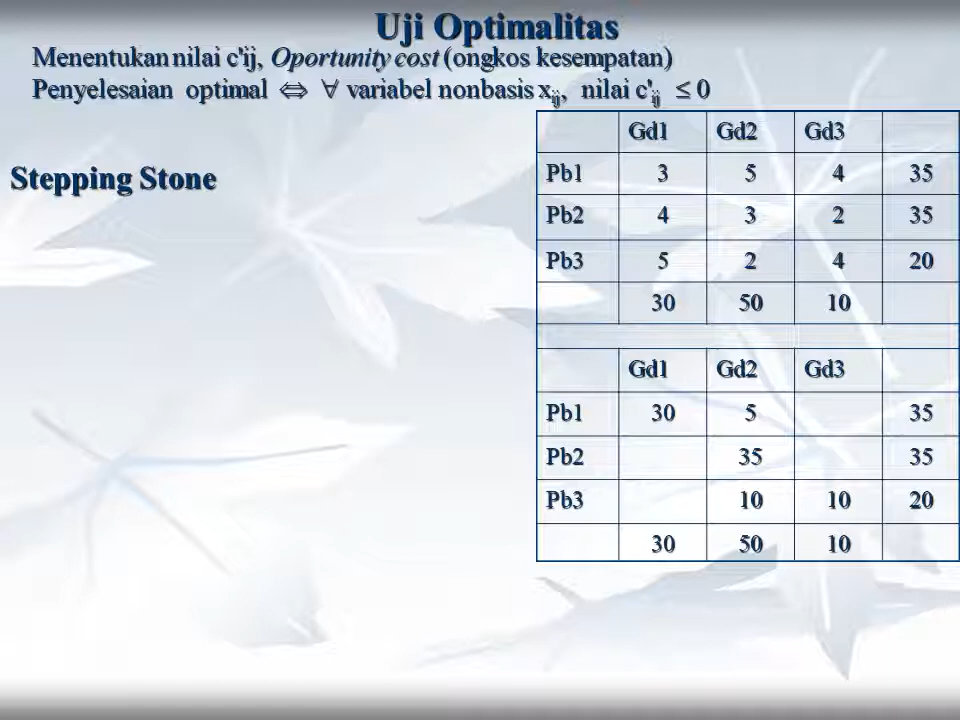 Uji Optimalitas
Menentukan nilai c'ij, Oportunity cost (ongkos kesempatan)
Penyelesaian optimal ⇔ ∀ variabel nonbasis xij, nilai c'ij ≤ 0
Stepping Stone
Gd1 Gd2 Gd3
Pb1 3 5 4 35
Pb2 4 3 2 35
Pb3 5 2 4 20
30 50 10
Gd1 Gd2 Gd3
Pb1 30 5 35
Pb2 35 35
Pb3 10 10 20
30 50 10